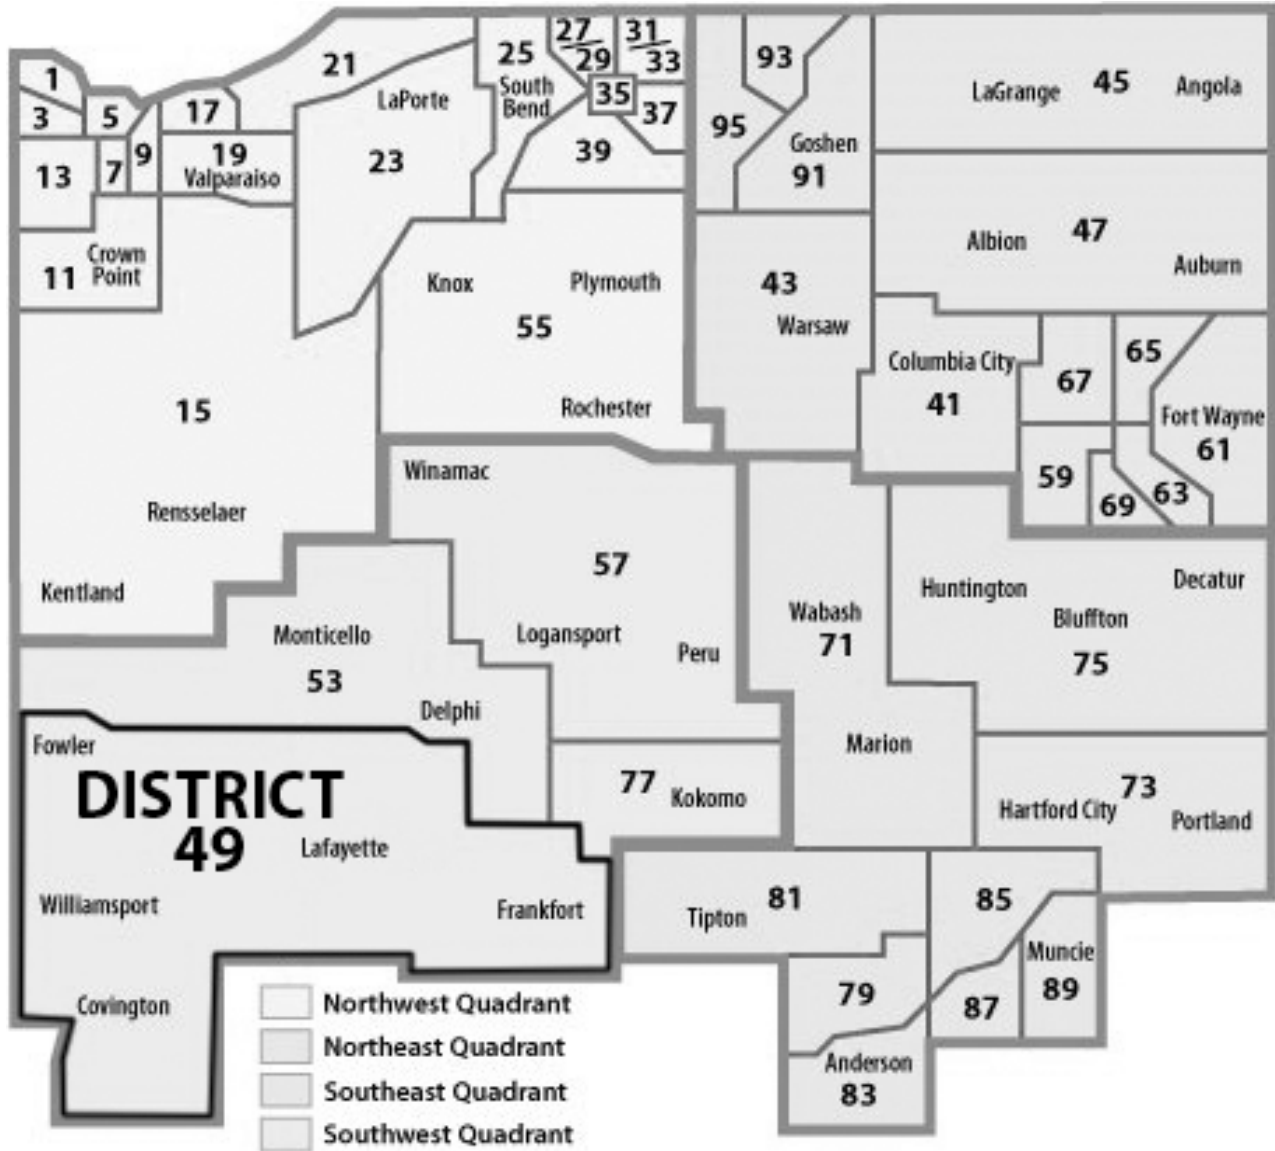 1
3
5
7
9
13
17
19
Valparaiso
21
LaPorte
23
25
South
Bend
27
29
31
33
35
37
39
93
95
Goshen
91
LaGrange 45 Angola
Albion 47
Auburn
Crown
Point
11
15
Rensselaer
Kentland
Knox Plymouth
55
Rochester
43
Warsaw
Columbia City
41
67
65
Fort Wayne
61
59
69
63
Winamac
57
Logansport
Peru
Monticello
53
Delphi
Wabash
71
Marion
Huntington
Decatur
Bluffton
75
77 Kokomo
73
Hartford City
Portland
Fowler
DISTRICT
49
Lafayette
Williamsport
Frankfort
Covington
81
Tipton
85
79
87
Muncie
89
Anderson
83
Northwest Quadrant
Northeast Quadrant
Southeast Quadrant
Southwest Quadrant